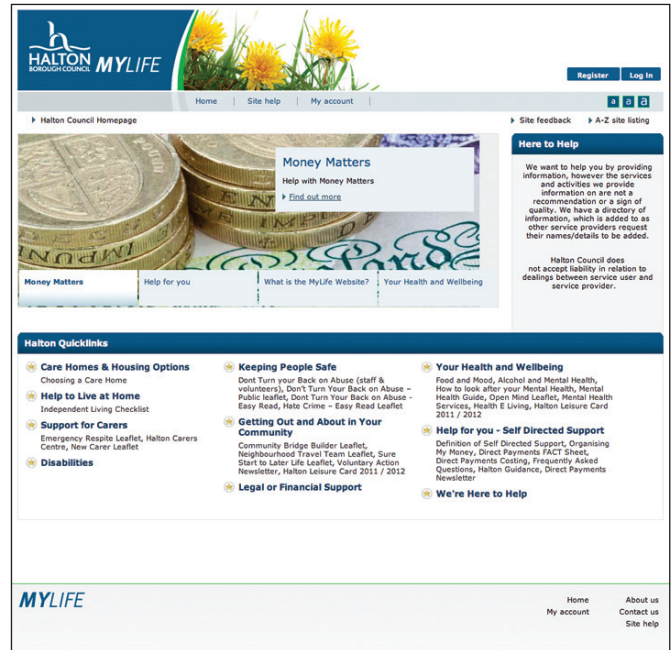 HALTON
BOROUGH COUNCIL
MYLIFE
Register
Log In
Home
Site help
My account
a a a
Halton Council Homepage
Site feedback
A-Z site listing
Money Matters
Help with Money Matters
Find out more
Money Matters
Help for you
What is the MyLife Website?
Your Health and Wellbeing
Here to Help
We want to help you by providing
information, however the services
and activities we provide
information on are not a
recommendation or a sign of
quality. We have a directory of
information, which is added to as
other service providers request
their names/details to be added.
Halton Council does
not accept liability in relation to
dealings between service user and
service provider.
Halton Quicklinks
Care Homes & Housing Options
Choosing a Care Home
Help to Live at Home
Independent Living Checklist
Support for Carers
Emergency Respite Leaflet, Halton Carers
Centre, New Carer Leaflet
Disabilities
Keeping People Safe
Dont Turn your Back on Abuse (staff &
volunteers), Don't Turn Your Back on Abuse –
Public leaflet, Dont Turn Your Back on Abuse -
Easy Read, Hate Crime – Easy Read Leaflet
Getting Out and About in Your
Community
Community Bridge Builder Leaflet,
Neighbourhood Travel Team Leaflet, Sure
Start to Later Life Leaflet, Voluntary Action
Newsletter, Halton Leisure Card 2011 / 2012
Legal or Financial Support
Your Health and Wellbeing
Food and Mood, Alcohol and Mental Health,
How to look after your Mental Health, Mental
Health Guide, Open Mind Leaflet, Mental Health
Services, Health E Living, Halton Leisure Card
2011 / 2012
Help for you - Self Directed Support
Definition of Self Directed Support, Organising
My Money, Direct Payments FACT Sheet,
Direct Payments Costing, Frequently Asked
Questions, Halton Guidance, Direct Payments
Newsletter
We're Here to Help
MYLIFE
Home
My account
About us
Contact us
Site help